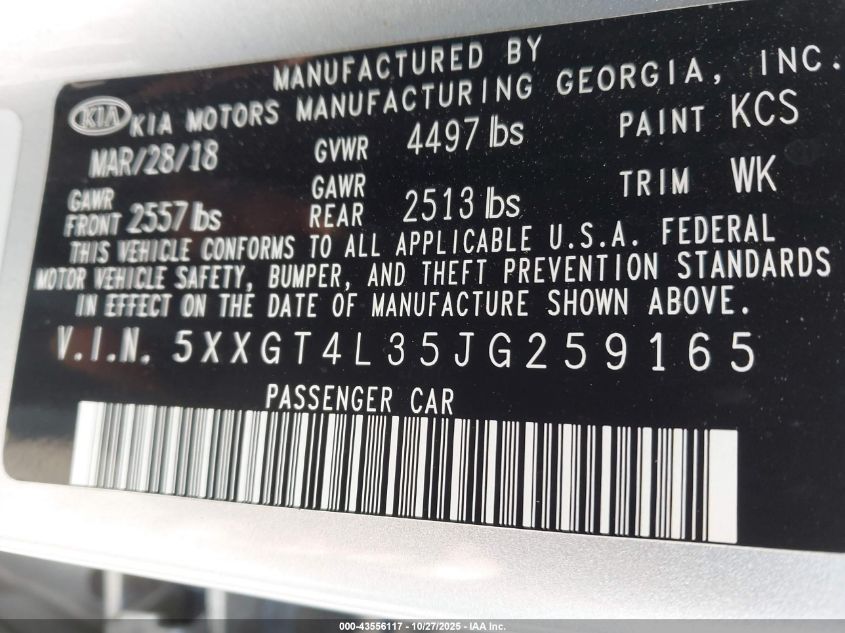 MANUFACTURED BY
KIA KIA MOTORS MANUFACTURING GEORGIA, INC.
MAR/28/18 GVWR 4497 lbs PAINT KCS
GAWR FRONT 2557 lbs GAWR REAR 2513 lbs TRIM WK
THIS VEHICLE CONFORMS TO ALL APPLICABLE U.S.A. FEDERAL
MOTOR VEHICLE SAFETY, BUMPER, AND THEFT PREVENTION STANDARDS
IN EFFECT ON THE DATE OF MANUFACTURE SHOWN ABOVE.
V.I.N. 5XXGT4L35JG259165
PASSENGER CAR
000-43556117 - 10/27/2025 - IAA Inc.